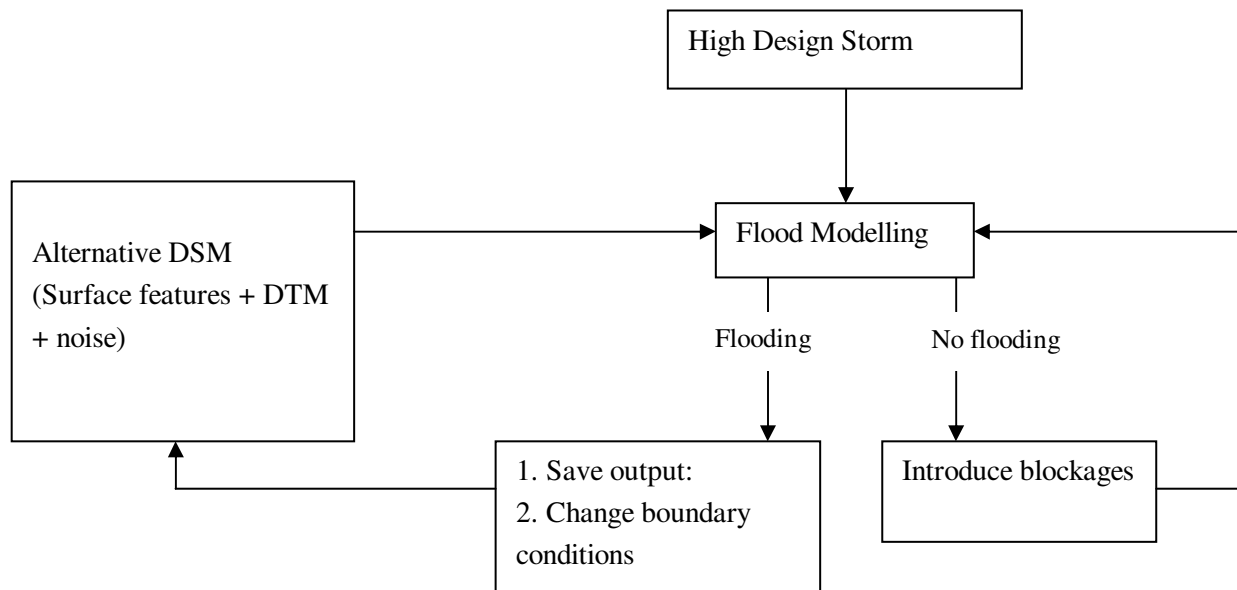 High Design Storm
Flood Modelling
Alternative DSM
(Surface features + DTM
+ noise)
Flooding
No flooding
1. Save output:
2. Change boundary
conditions
Introduce blockages